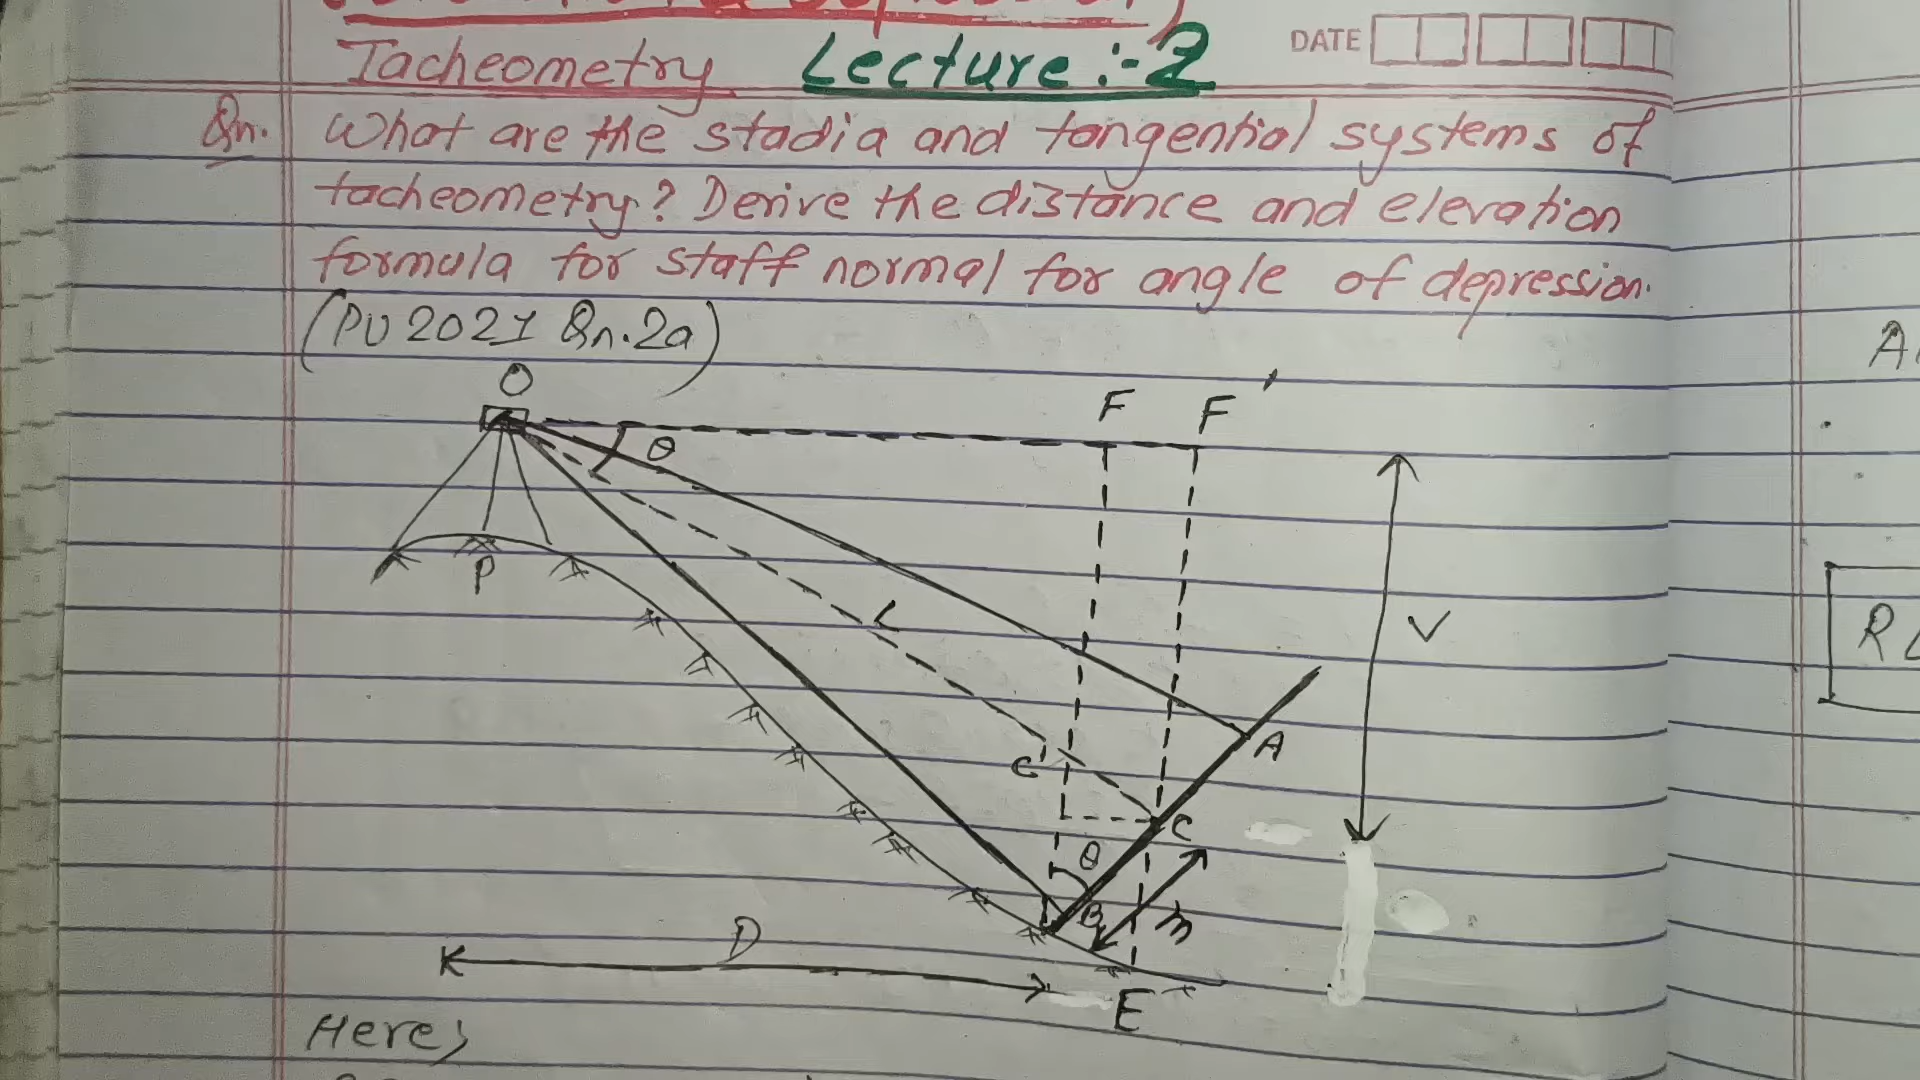 Tacheometry Lecture :- 2
DATE
Qn. What are the stadia and tangential systems of
tacheometry? Derive the distance and elevation
formula for staff normal for angle of depression.
(PU 2021 Qn. 2a)
O
F F'
θ
P
L
V
C'
A
C
θ
B
h
D
K
E
Here,